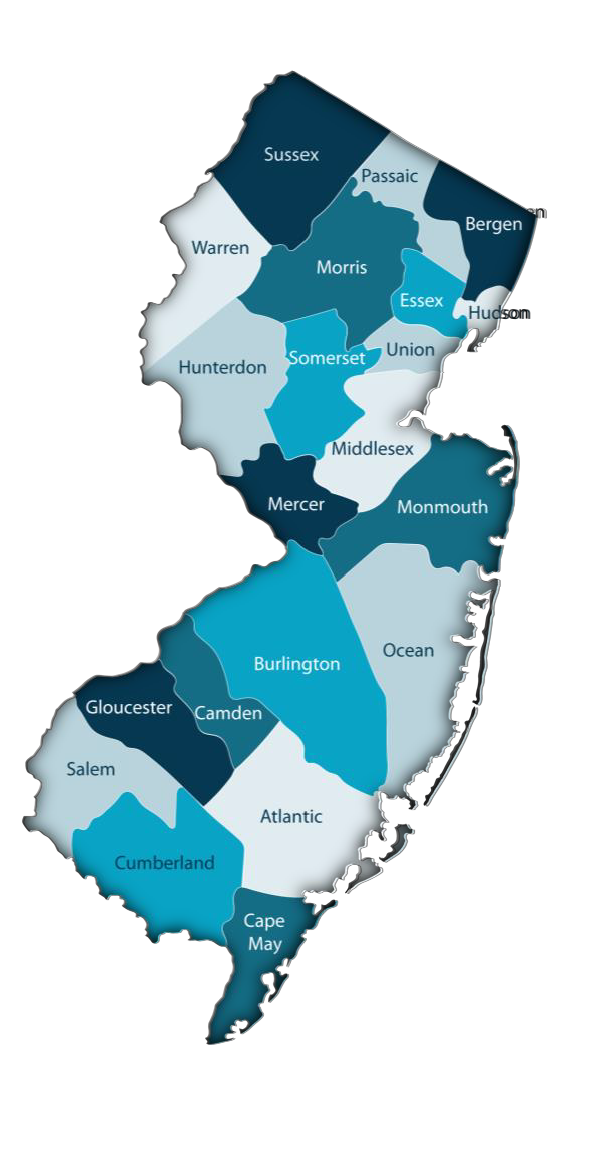 Sussex
Passaic
en
Bergen
Warren
Morris
Essex
Hudson
Union
Somerset
Hunterdon
Middlesex
Mercer
Monmouth
Ocean
Burlington
Gloucester
Camden
Salem
Atlantic
Cumberland
Cape
May